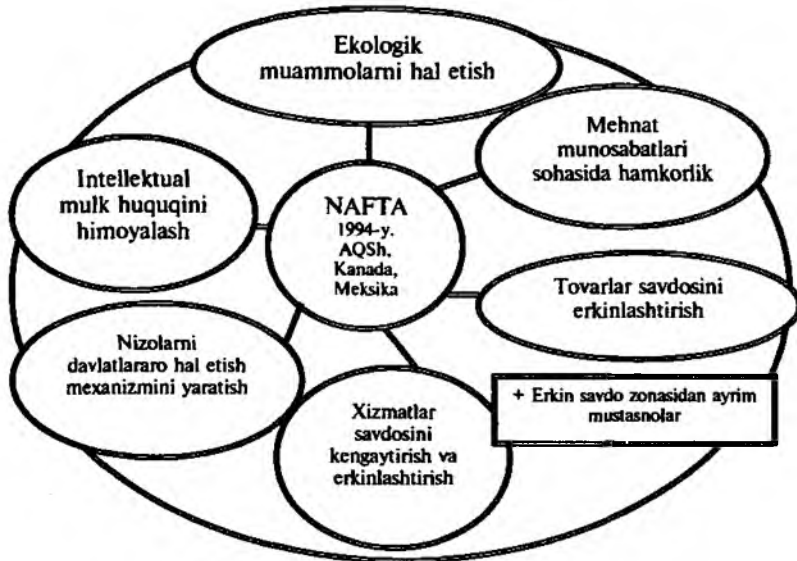 Ekologik
muammolarni hal etish
Mehnat
munosabatlari
sohasida hamkorlik
Intellektual
mulk huquqini
himoyalash
NAFTA
1994-y.
AQSh,
Kanada,
Meksika
Tovarlar savdosini
erkinlashtirish
Nizolarni
davlatlararo hal etish
mexanizmini yaratish
+ Erkin savdo zonasidan ayrim
mustasnolar
Xizmatlar
savdosini
kengaytirish va
erkinlashtirish